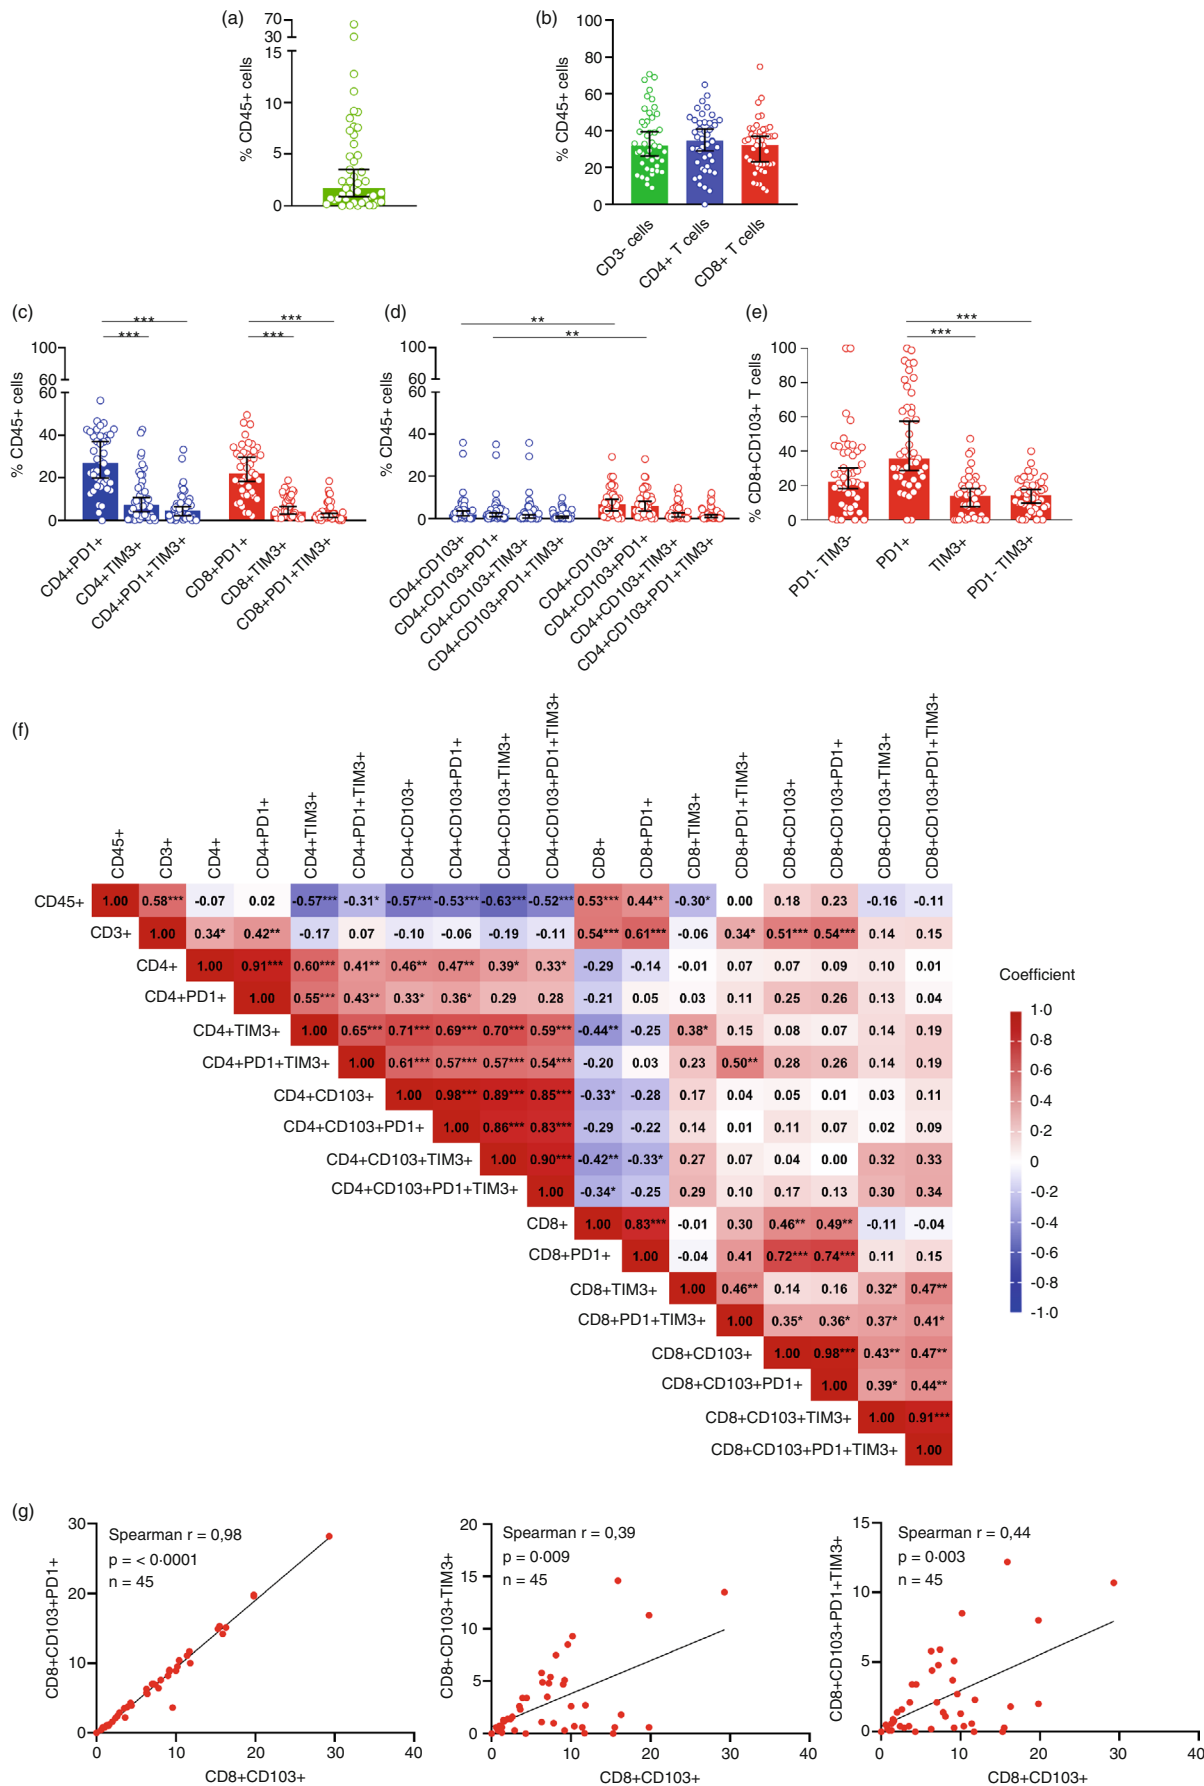 (a)
% CD45+ cells
70
30
15
10
5
0
(b)
% CD45+ cells
100
80
60
40
20
0
CD3- cells
CD4+ T cells
CD8+ T cells
(c)
*** ***
*** ***
% CD45+ cells
100
60
60
40
20
0
CD4+PD1+
CD4+TIM3+
CD4+PD1+TIM3+
CD8+PD1+
CD8+TIM3+
CD8+PD1+TIM3+
(d)
**
**
% CD45+ cells
100
60
60
40
20
0
CD4+CD103+
CD4+CD103+PD1+
CD4+CD103+TIM3+
CD4+CD103+PD1+TIM3+
CD4+CD103+
CD4+CD103+PD1+
CD4+CD103+TIM3+
CD4+CD103+PD1+TIM3+
(e)
***
***
% CD8+CD103+ T cells
100
80
60
40
20
0
PD1- TIM3-
PD1+
TIM3+
PD1- TIM3+
(f)
CD45+
CD3+
CD4+
CD4+PD1+
CD4+TIM3+
CD4+PD1+TIM3+
CD4+CD103+
CD4+CD103+PD1+
CD4+CD103+TIM3+
CD4+CD103+PD1+TIM3+
CD8+
CD8+PD1+
CD8+TIM3+
CD8+PD1+TIM3+
CD8+CD103+
CD8+CD103+PD1+
CD8+CD103+TIM3+
CD8+CD103+PD1+TIM3+
CD45+ 1.00 0.58*** -0.07 0.02 -0.57*** -0.31* -0.57*** -0.53*** -0.63*** -0.52*** 0.53*** 0.44** -0.30* 0.00 0.18 0.23 -0.16 -0.11
CD3+ 1.00 0.34* 0.42** -0.17 0.07 -0.10 -0.06 -0.19 -0.11 0.54*** 0.61*** -0.06 0.34* 0.51*** 0.54*** 0.14 0.15
CD4+ 1.00 0.91*** 0.60*** 0.41** 0.46** 0.47** 0.39* 0.33* -0.29 -0.14 -0.01 0.07 0.07 0.09 0.10 0.01
CD4+PD1+ 1.00 0.55*** 0.43** 0.33* 0.36* 0.29 0.28 -0.21 0.05 0.03 0.11 0.25 0.26 0.13 0.04
CD4+TIM3+ 1.00 0.65*** 0.71*** 0.69*** 0.70*** 0.59*** -0.44** -0.25 0.38* 0.15 0.08 0.07 0.14 0.19
CD4+PD1+TIM3+ 1.00 0.61*** 0.57*** 0.57*** 0.54*** -0.20 0.03 0.23 0.50** 0.28 0.26 0.14 0.19
CD4+CD103+ 1.00 0.98*** 0.89*** 0.85*** -0.33* -0.28 0.17 0.04 0.05 0.01 0.03 0.11
CD4+CD103+PD1+ 1.00 0.86*** 0.83*** -0.29 -0.22 0.14 0.01 0.11 0.07 0.02 0.09
CD4+CD103+TIM3+ 1.00 0.90*** -0.42** -0.33* 0.27 0.07 0.04 0.00 0.32 0.33
CD4+CD103+PD1+TIM3+ 1.00 -0.34* -0.25 0.29 0.10 0.17 0.13 0.30 0.34
CD8+ 1.00 0.83*** -0.01 0.30 0.46** 0.49** -0.11 -0.04
CD8+PD1+ 1.00 -0.04 0.41 0.72*** 0.74*** 0.11 0.15
CD8+TIM3+ 1.00 0.46** 0.14 0.16 0.32* 0.47**
CD8+PD1+TIM3+ 1.00 0.35* 0.36* 0.37* 0.41*
CD8+CD103+ 1.00 0.98*** 0.43** 0.47**
CD8+CD103+PD1+ 1.00 0.39* 0.44**
CD8+CD103+TIM3+ 1.00 0.91***
CD8+CD103+PD1+TIM3+ 1.00
Coefficient
1·0
0·8
0·6
0·4
0·2
0
-0·2
-0·4
-0·6
-0·8
-1·0
(g)
CD8+CD103+PD1+
30
20
10
0
Spearman r = 0,98
p = < 0·0001
n = 45
0 10 20 30 40
CD8+CD103+
CD8+CD103+TIM3+
20
15
10
5
0
Spearman r = 0,39
p = 0·009
n = 45
0 10 20 30 40
CD8+CD103+
CD8+CD103+PD1+TIM3+
15
10
5
0
Spearman r = 0,44
p = 0·003
n = 45
0 10 20 30 40
CD8+CD103+